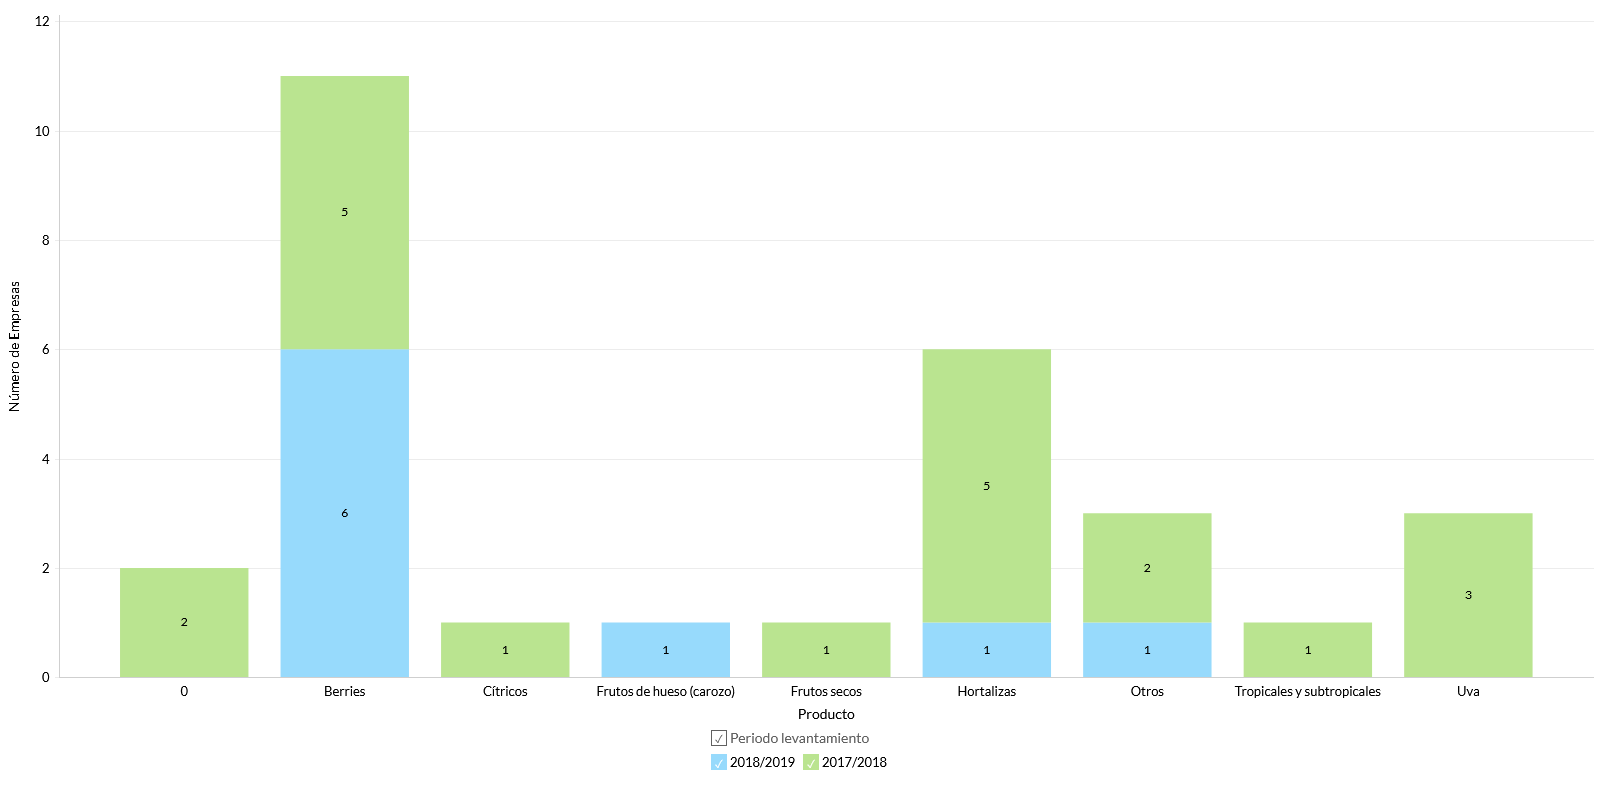 12
10
8
6
4
2
0
Número de Empresas
5
6
2
1
1
1
5
1
2
1
1
3
0
Berries
Cítricos
Frutos de hueso (carozo)
Frutos secos
Hortalizas
Otros
Tropicales y subtropicales
Uva
Producto
Periodo levantamiento
2018/2019 2017/2018